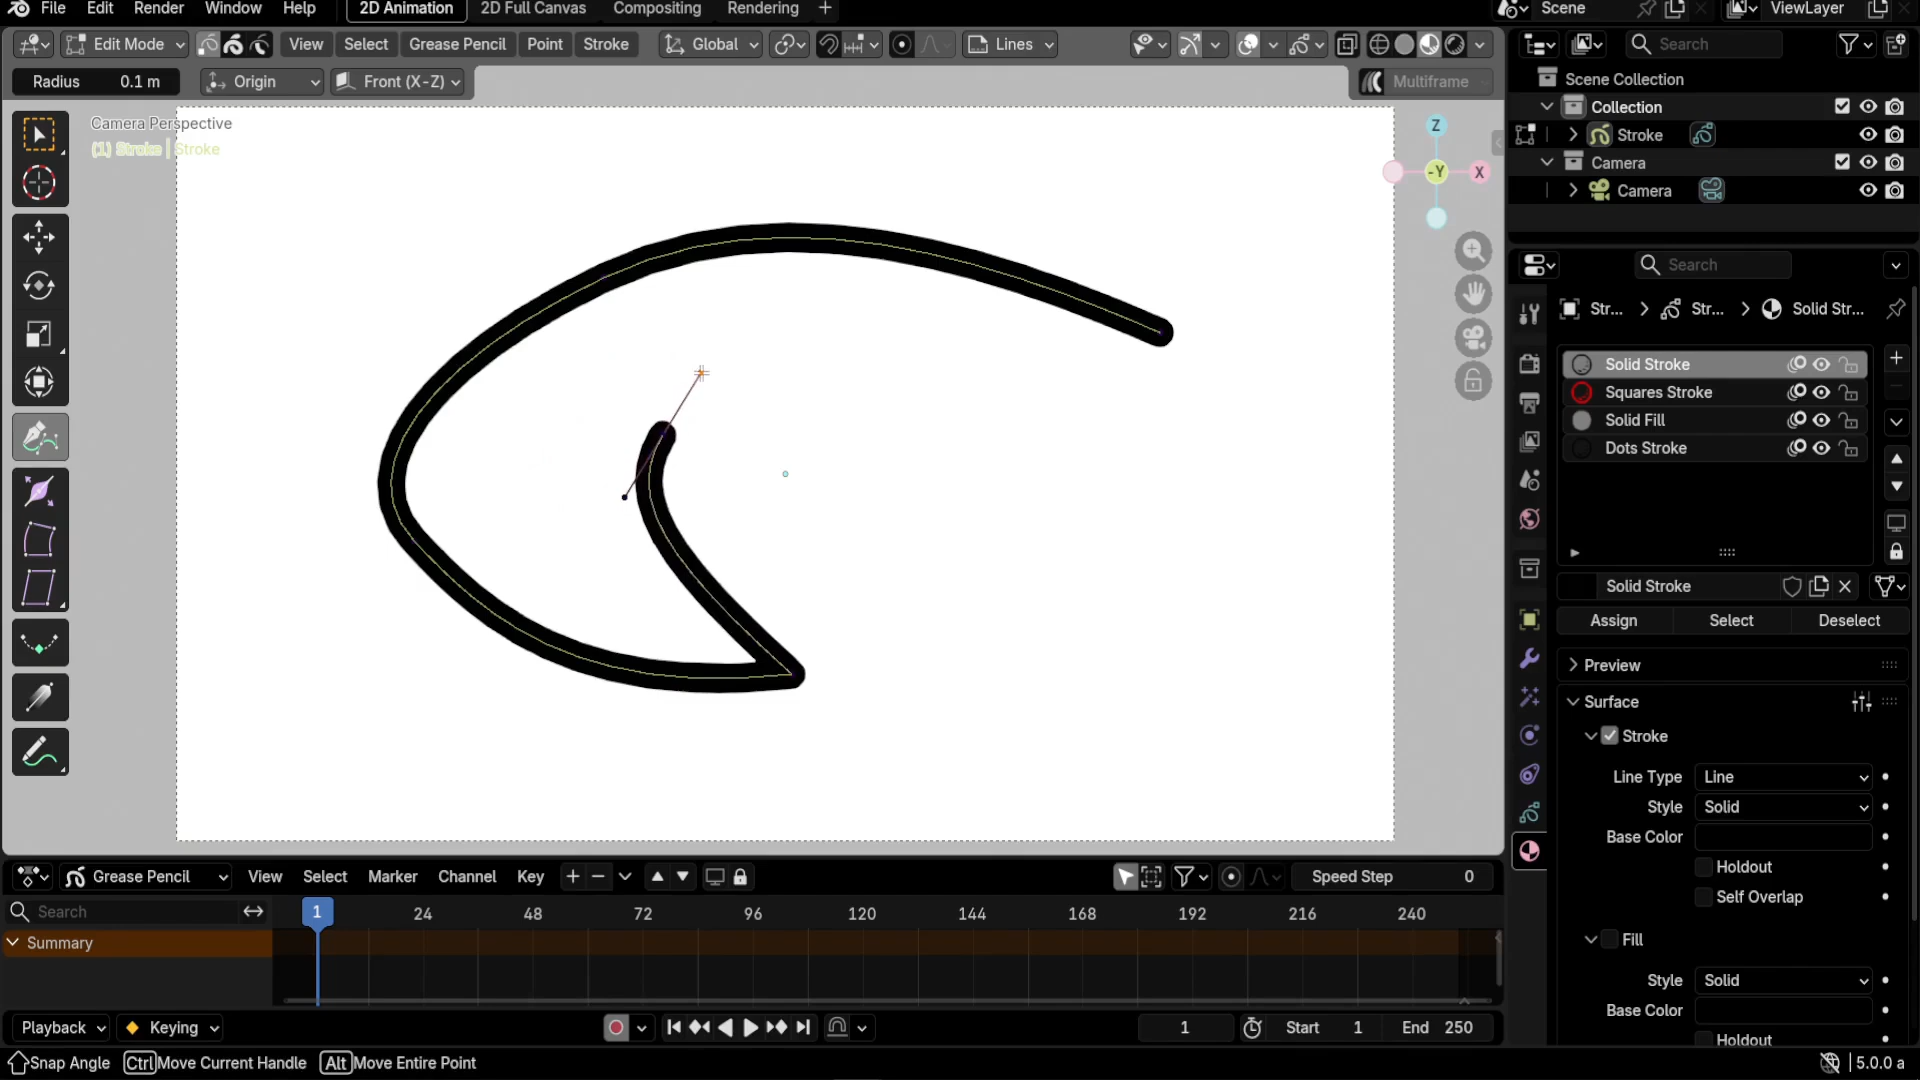 File Edit Render Window Help 2D Animation 2D Full Canvas Compositing Rendering + Scene ViewLayer
Edit Mode View Select Grease Pencil Point Stroke Global Lines Search
Radius 0.1 m Origin Front (X-Z) Multiframe
Scene Collection
Collection
Stroke
Camera
Camera
Camera Perspective
(1) Stroke | Stroke
Z
-Y
X
Search
Str... Str... Solid Str...
Solid Stroke
Squares Stroke
Solid Fill
Dots Stroke
Solid Stroke
Assign Select Deselect
Preview
Surface
Stroke
Line Type Line
Style Solid
Base Color
Holdout
Self Overlap
Fill
Style Solid
Base Color
Holdout
Grease Pencil View Select Marker Channel Key Speed Step 0
Search 1 24 48 72 96 120 144 168 192 216 240
Summary
Playback Keying 1 Start 1 End 250
Snap Angle Ctrl Move Current Handle Alt Move Entire Point 5.0.0 a